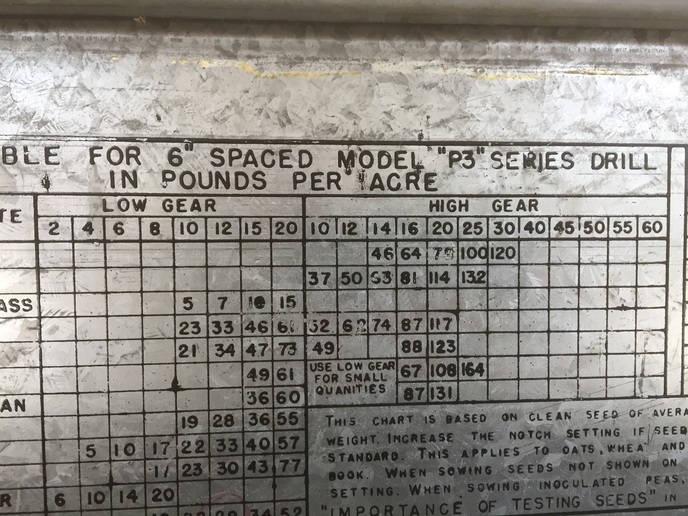 BLE FOR 6" SPACED MODEL "P3" SERIES DRILL
IN POUNDS PER ACRE
TE LOW GEAR HIGH GEAR
2 4 6 8 10 12 15 20 10 12 14 16 20 25 30 40 45 50 55 60
46 64 79 100 120
37 50 63 81 114 132
ASS 5 7 10 15
23 33 46 62 74 87 117
21 34 47 73 49 88 123
49 61 USE LOW GEAR 67 108 164
FOR SMALL
36 60 QUANITIES 87 131
AN
19 28 36 55
5 10 17 22 33 40 57
17 23 30 43 77
R 6 10 14 20
34 52
THIS CHART IS BASED ON CLEAN SEED OF AVERA
WEIGHT. INCREASE THE NOTCH SETTING IF SEED
STANDARD. THIS APPLIES TO OATS, WHEA AND
BOOK. WHEN SOWING SEEDS NOT SHOWN ON
SETTING. WHEN SOWING INOCULATED PEAS,
"IMPORTANCE OF TESTING SEEDS" IN